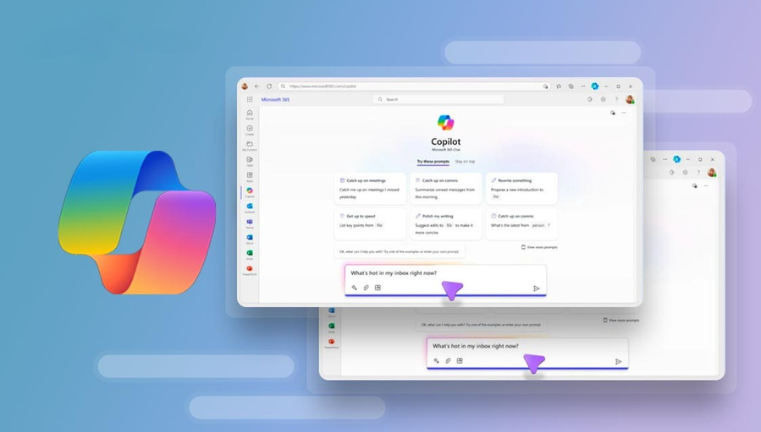 https://www.microsoft365.com/chat
Microsoft 365
Search
Copilot
Microsoft 365 Chat
Try these prompts
Stay on top
Catch up on meetings
Catch me up on meetings I missed
yesterday
Catch up on comms
Summarize unread messages from
this morning
Rewrite something
Propose a new introduction to
file
Get up to speed
List key points from file
Polish my writing
Suggest edits to file to make it
more concise
Catch up on comms
What's the latest from person ?
View more prompts
OK, what can I help you with? Try one of the examples or enter your own prompt.
What's hot in my inbox right now?
View more prompts
OK, what can I help you with? Try one of the examples or enter your own prompt.
What's hot in my inbox right now?